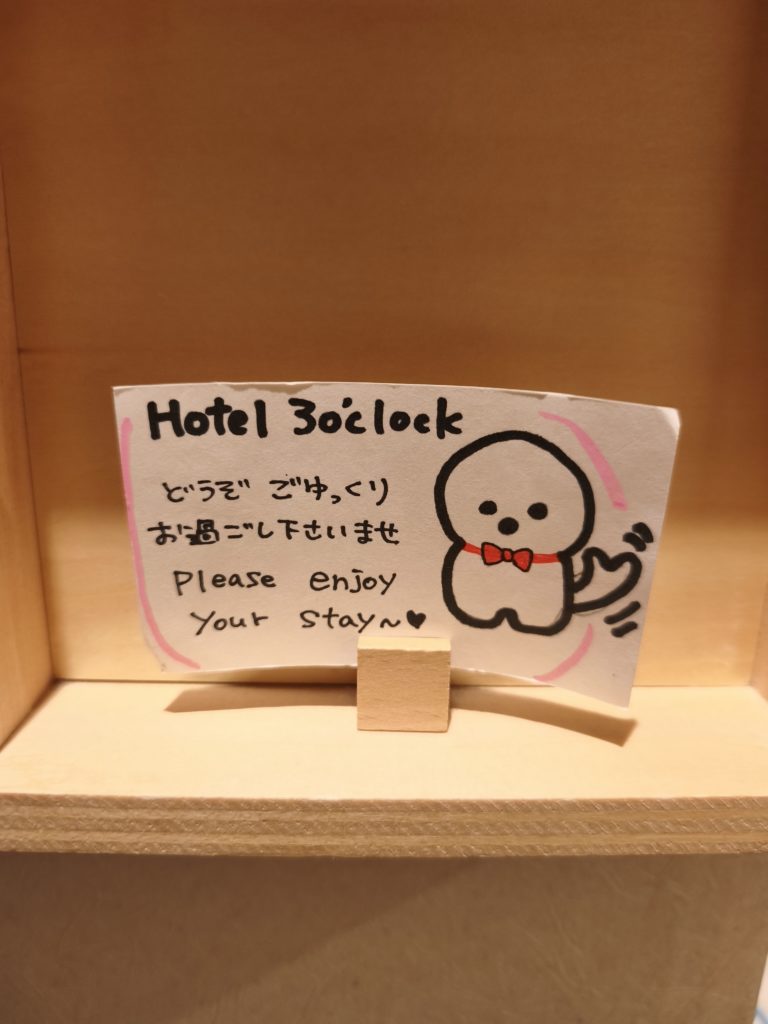 Hotel 3o'clock
どうぞ ごゆっくり
お過ごし下さいませ
Please enjoy
Your stay~♥